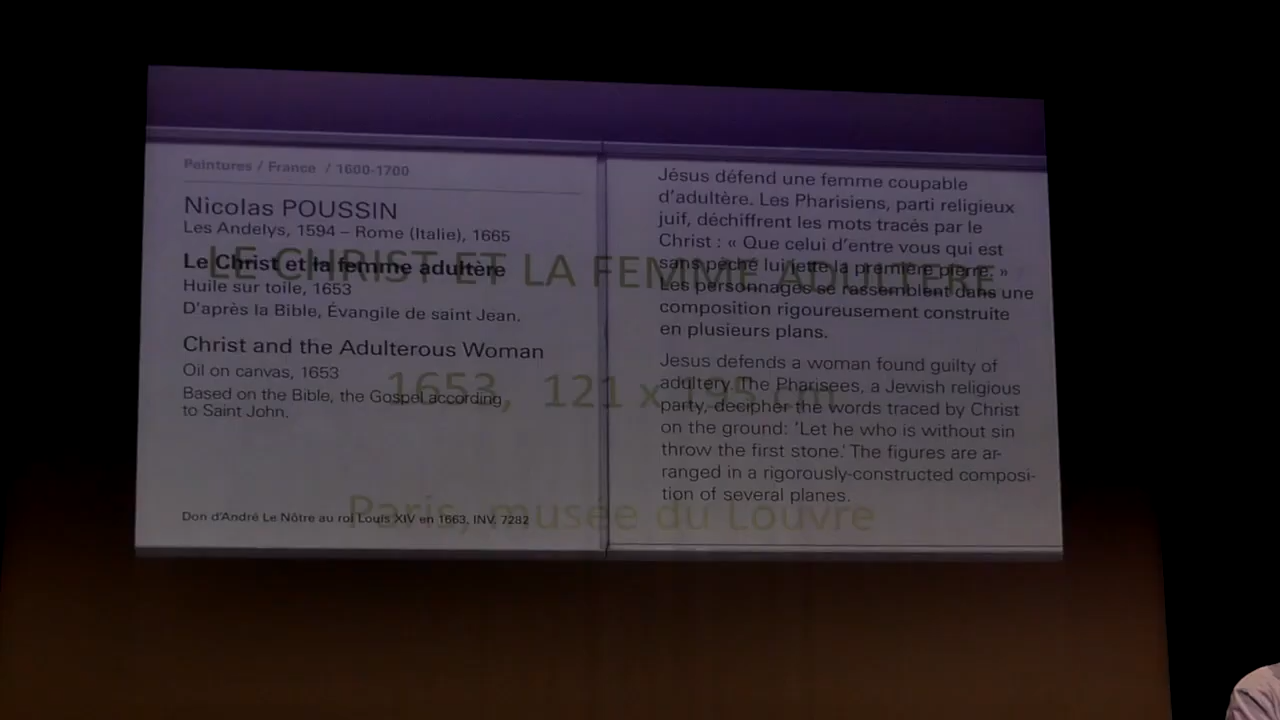 Peintures / France / 1600-1700
Nicolas POUSSIN
Les Andelys, 1594 – Rome (Italie), 1665
Le Christ et la femme adultère
Huile sur toile, 1653
D'après la Bible, Évangile de saint Jean.
Christ and the Adulterous Woman
Oil on canvas, 1653
Based on the Bible, the Gospel according
to Saint John.
Don d'André Le Nôtre au roi Louis XIV en 1663, INV. 7282
Jésus défend une femme coupable
d'adultère. Les Pharisiens, parti religieux
juif, déchiffrent les mots tracés par le
Christ : « Que celui d'entre vous qui est
sans péché lui jette la première pierre. »
Les personnages se rassemblent dans une
composition rigoureusement construite
en plusieurs plans.
Jesus defends a woman found guilty of
adultery. The Pharisees, a Jewish religious
party, decipher the words traced by Christ
on the ground: 'Let he who is without sin
throw the first stone.' The figures are ar-
ranged in a rigorously-constructed composi-
tion of several planes.
LE CHRIST ET LA FEMME ADULTÈRE
1653, 121 x 195 cm
Paris, musée du Louvre